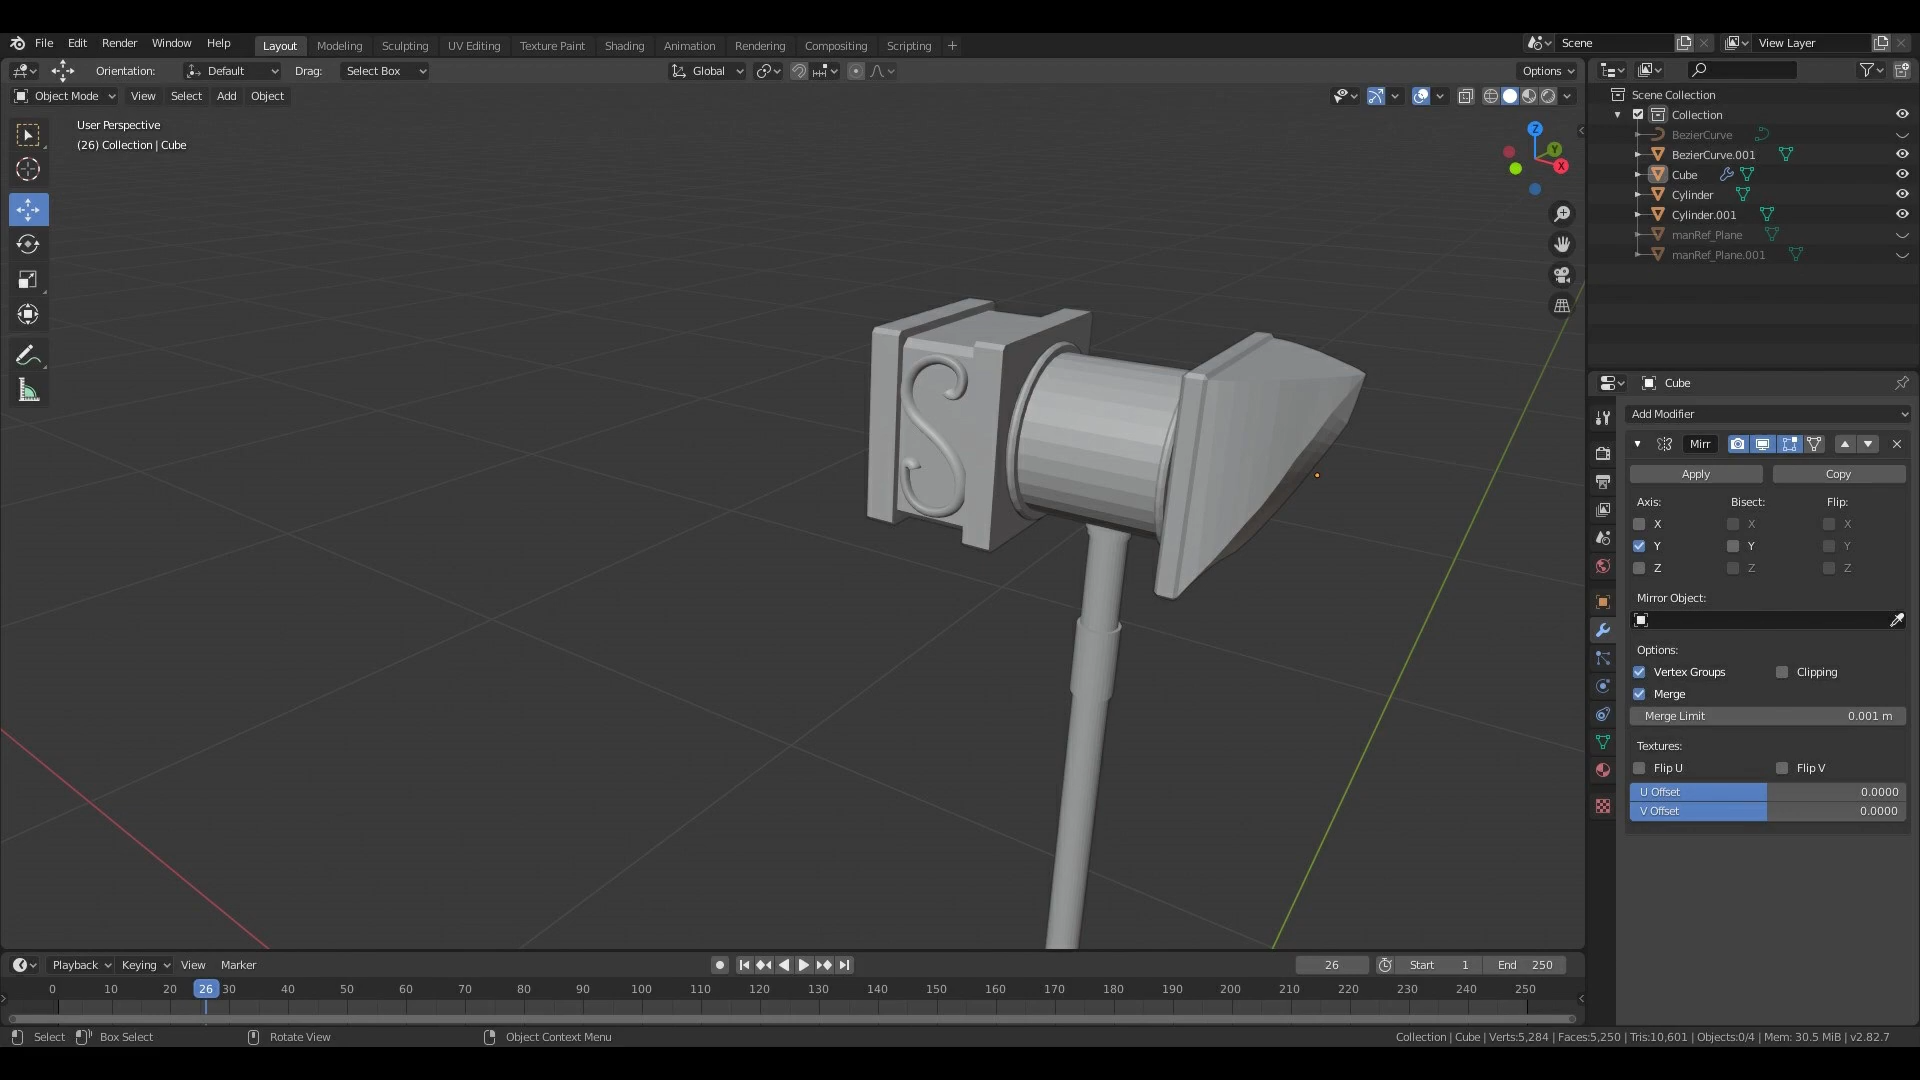 File Edit Render Window Help Layout Modeling Sculpting UV Editing Texture Paint Shading Animation Rendering Compositing Scripting + Scene View Layer
Orientation: Default Drag: Select Box Global Options
Object Mode View Select Add Object
User Perspective
(26) Collection | Cube
Z
Y
X
Scene Collection
Collection
BezierCurve
BezierCurve.001
Cube
Cylinder
Cylinder.001
manRef_Plane
manRef_Plane.001
Cube
Add Modifier
Mirr
Apply Copy
Axis: Bisect: Flip:
X X X
Y Y Y
Z Z Z
Mirror Object:
Options:
Vertex Groups Clipping
Merge
Merge Limit 0.001 m
Textures:
Flip U Flip V
U Offset 0.0000
V Offset 0.0000
Playback Keying View Marker 26 Start 1 End 250
0 10 20 26 30 40 50 60 70 80 90 100 110 120 130 140 150 160 170 180 190 200 210 220 230 240 250
Select Box Select Rotate View Object Context Menu Collection | Cube | Verts:5,284 | Faces:5,250 | Tris:10,601 | Objects:0/4 | Mem: 30.5 MiB | v2.82.7